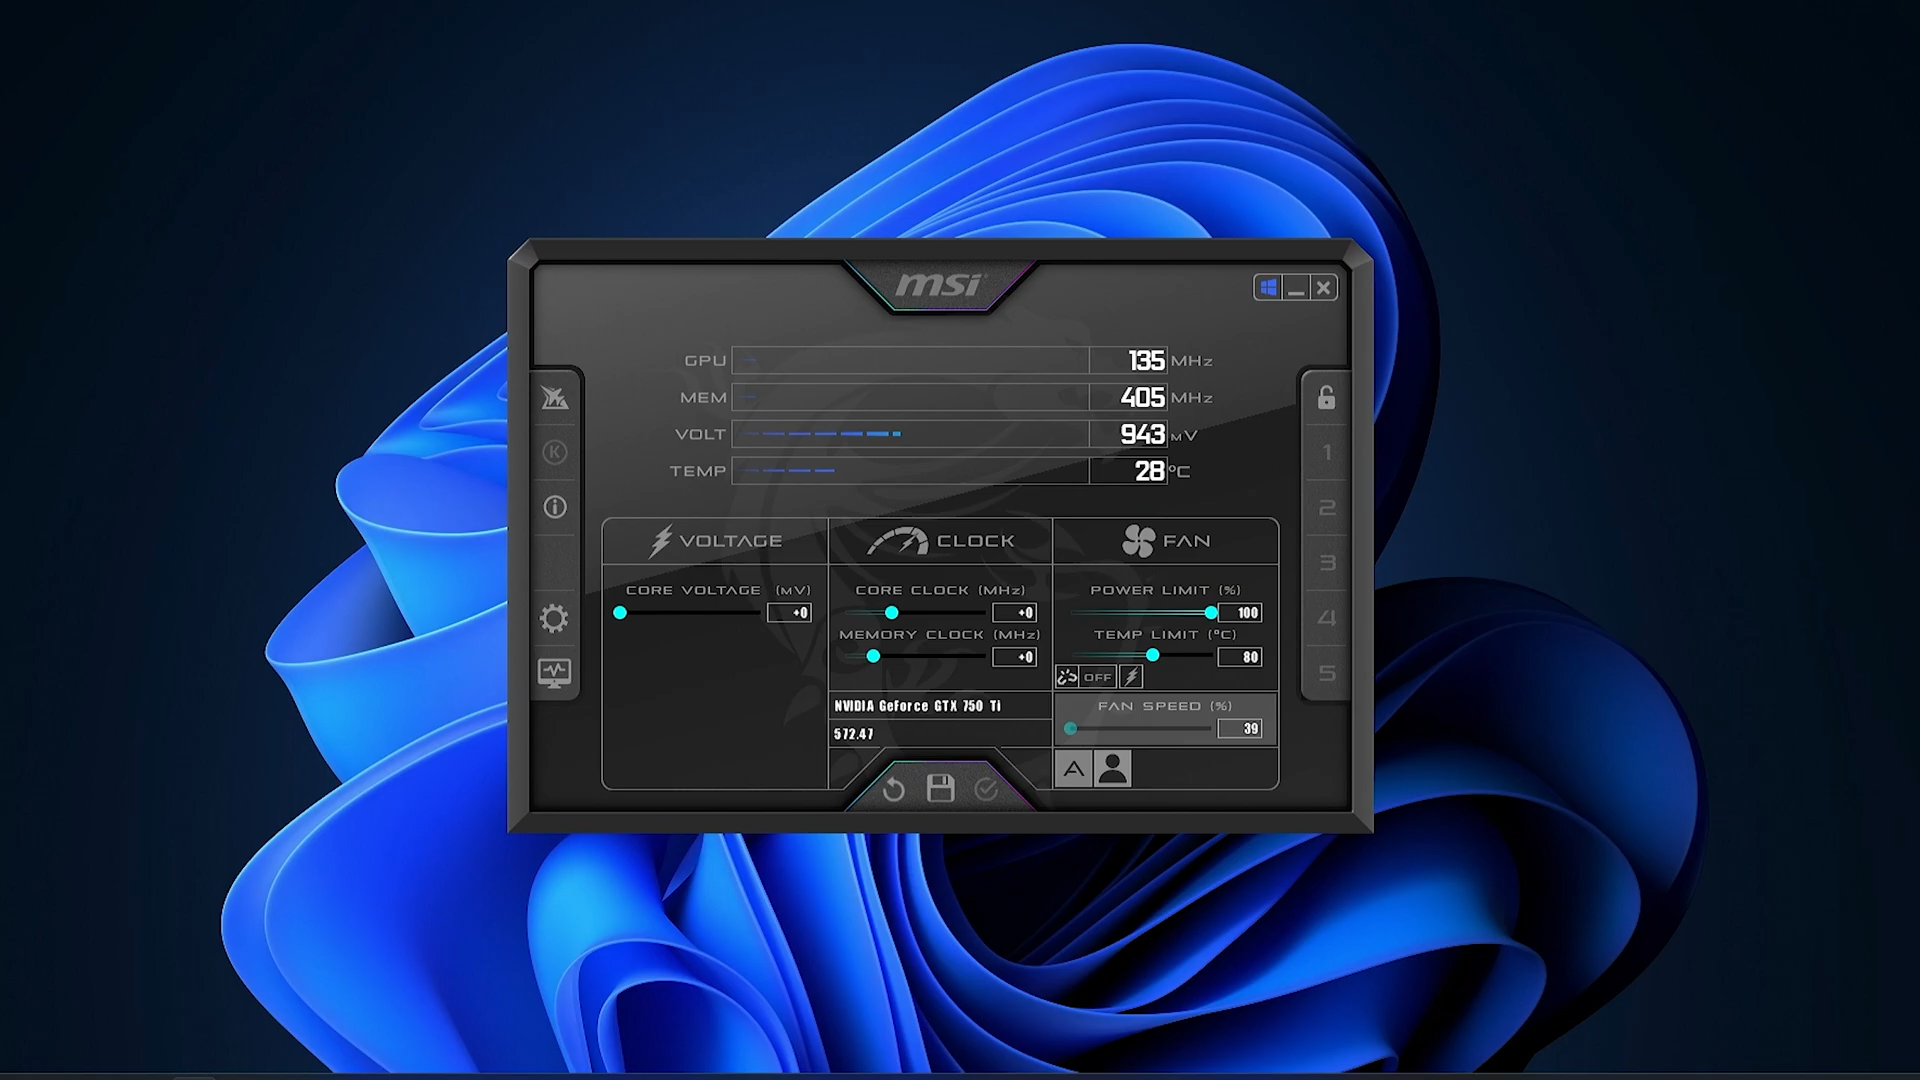 msi
GPU 135 MHz
MEM 405 MHz
VOLT 943 mV
TEMP 28 °C
K
i
1
2
3
4
5
VOLTAGE
CORE VOLTAGE (MV)
+0
CLOCK
CORE CLOCK (MHz)
+0
MEMORY CLOCK (MHz)
+0
NVIDIA GeForce GTX 750 Ti
572.47
FAN
POWER LIMIT (%)
100
TEMP LIMIT (°C)
80
OFF
FAN SPEED (%)
39
A